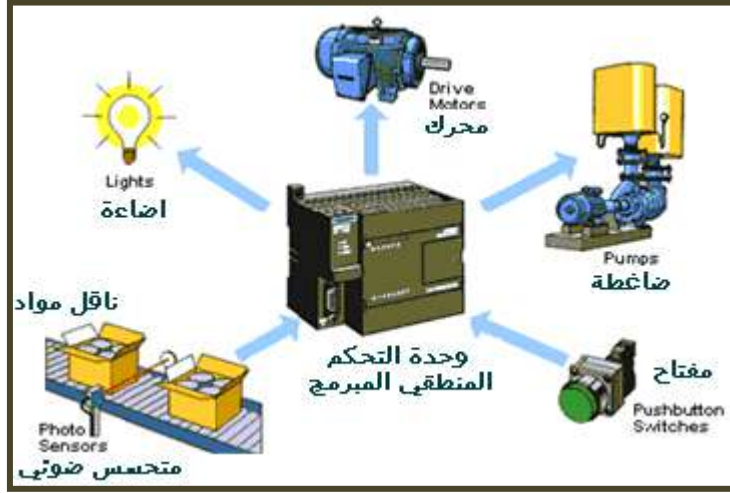 Drive
Motors
محرك
Lights
اضاءة
Pumps
ضاغطة
ناقل مواد
وحدة التحكم
المنطقي المبرمج
مفتاح
Pushbutton
Switches
Photo
Sensors
متحسس ضوئي